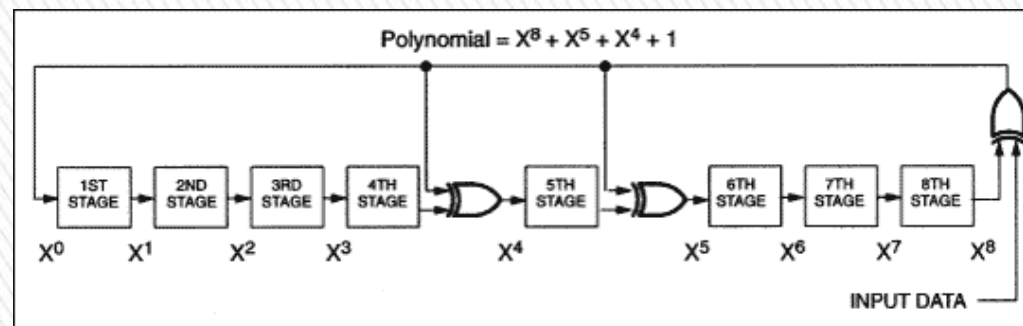 Polynomial = X⁸ + X⁵ + X⁴ + 1
1ST STAGE
2ND STAGE
3RD STAGE
4TH STAGE
5TH STAGE
6TH STAGE
7TH STAGE
8TH STAGE
X⁰ X¹ X² X³ X⁴ X⁵ X⁶ X⁷ X⁸
INPUT DATA